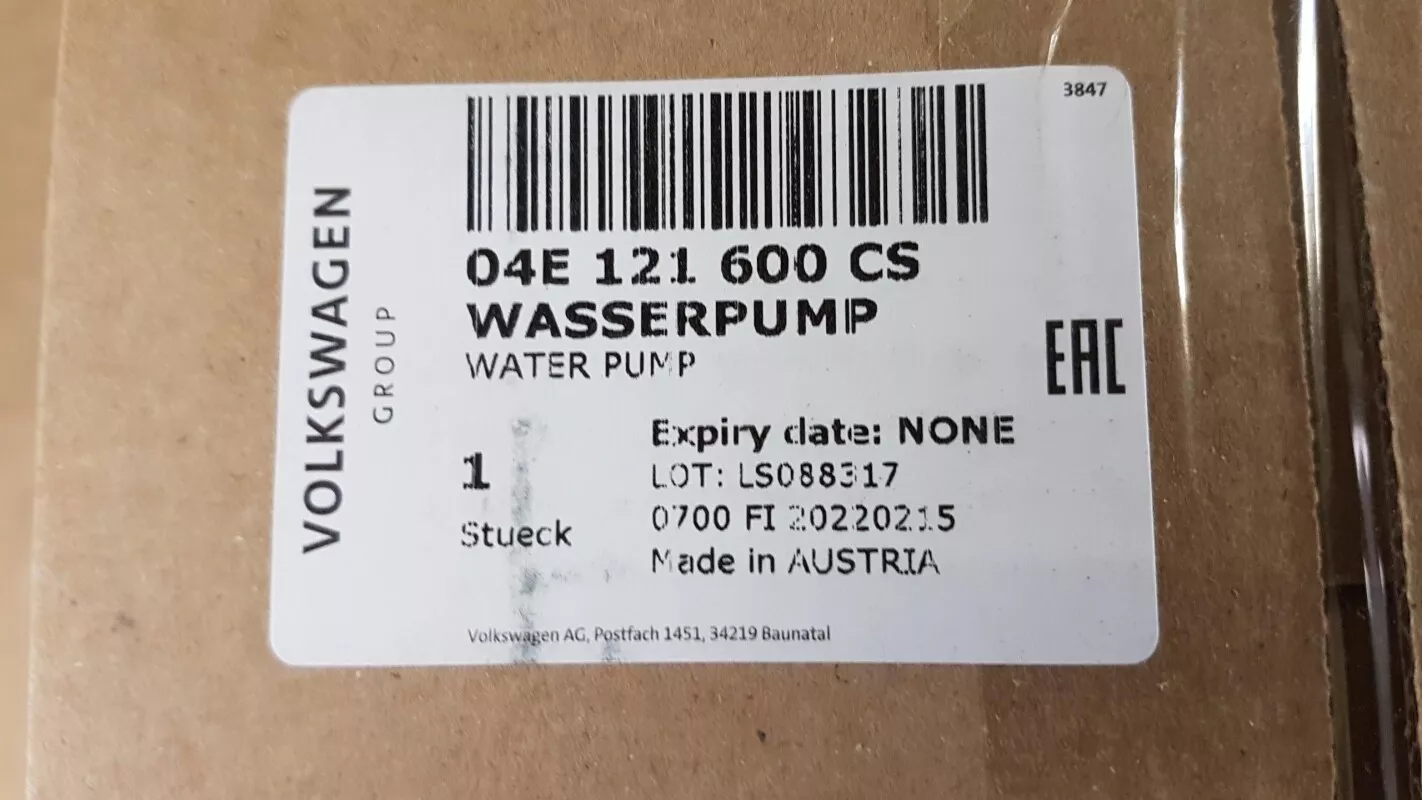 3847
VOLKSWAGEN
GROUP
04E 121 600 CS
WASSERPUMP
WATER PUMP
EAC
1
Stueck
Expiry date: NONE
LOT: LS088317
0700 FI 20220215
Made in AUSTRIA
Volkswagen AG, Postfach 1451, 34219 Baunatal